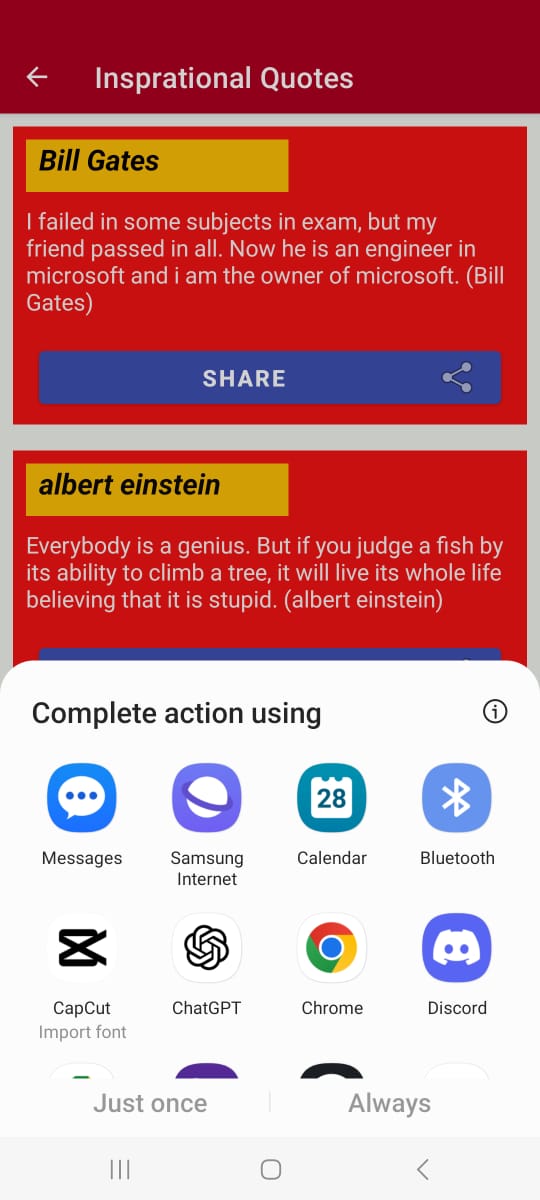 Insprational Quotes
Bill Gates
I failed in some subjects in exam, but my
friend passed in all. Now he is an engineer in
microsoft and i am the owner of microsoft. (Bill
Gates)
SHARE
albert einstein
Everybody is a genius. But if you judge a fish by
its ability to climb a tree, it will live its whole life
believing that it is stupid. (albert einstein)
Complete action using
28
Messages
Samsung
Internet
Calendar
Bluetooth
CapCut
Import font
ChatGPT
Chrome
Discord
Just once
Always